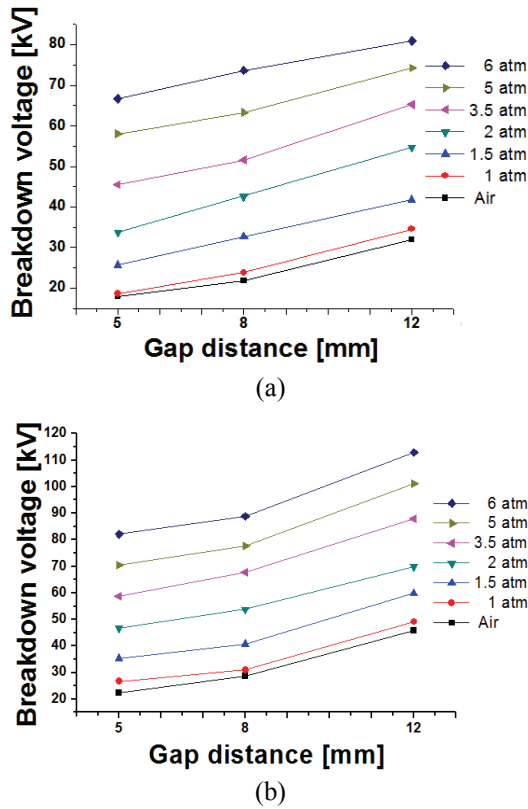 Breakdown voltage [kV]
80
70
60
50
40
30
20
5
8
12
Gap distance [mm]
6 atm
5 atm
3.5 atm
2 atm
1.5 atm
1 atm
Air
(a)
Breakdown voltage [kV]
120
110
100
90
80
70
60
50
40
30
20
5
8
12
Gap distance [mm]
6 atm
5 atm
3.5 atm
2 atm
1.5 atm
1 atm
Air
(b)